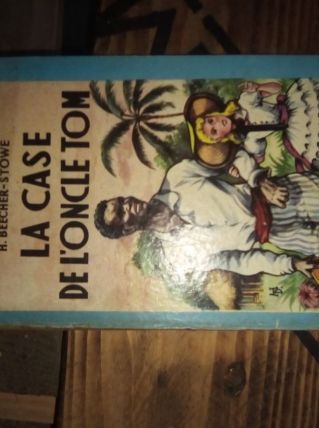 H. BEECHER-STOWE
LA CASE
DE L'ONCLE TOM